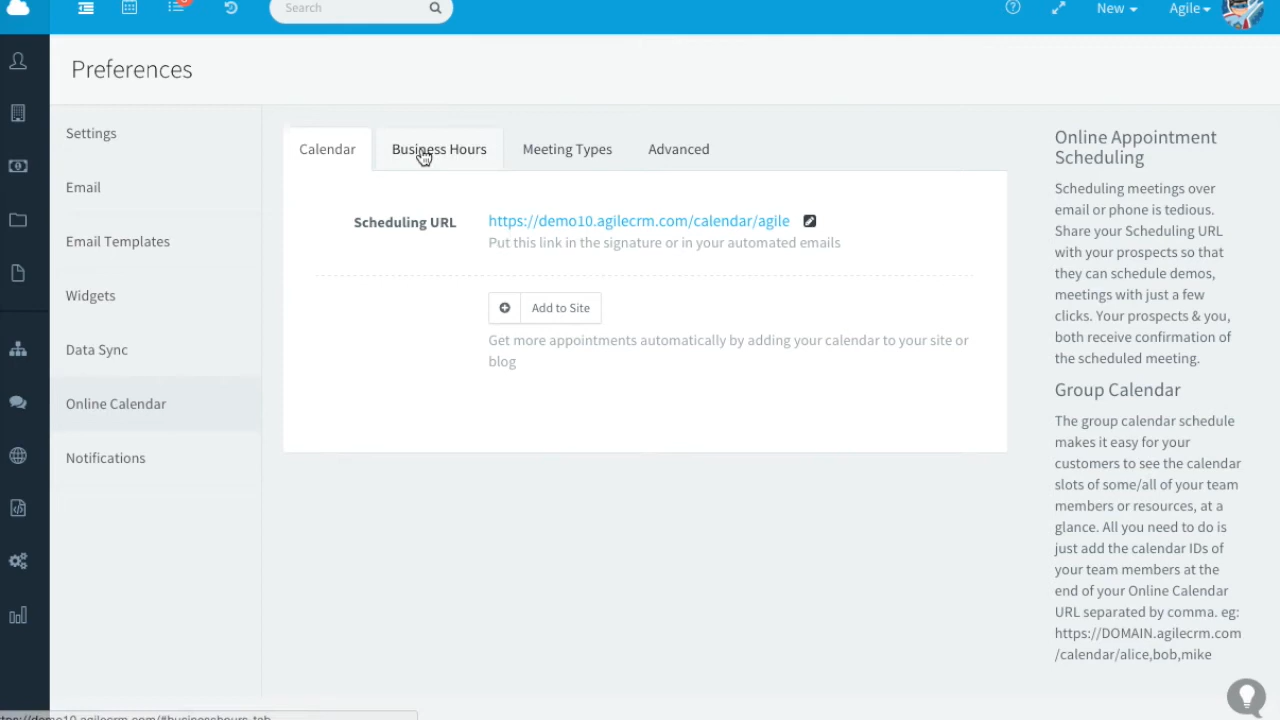 Search
New
Agile
Preferences
Settings
Email
Email Templates
Widgets
Data Sync
Online Calendar
Notifications
Calendar
Business Hours
Meeting Types
Advanced
Scheduling URL
https://demo10.agilecrm.com/calendar/agile
Put this link in the signature or in your automated emails
Add to Site
Get more appointments automatically by adding your calendar to your site or
blog
Online Appointment
Scheduling
Scheduling meetings over
email or phone is tedious.
Share your Scheduling URL
with your prospects so that
they can schedule demos,
meetings with just a few
clicks. Your prospects & you,
both receive confirmation of
the scheduled meeting.
Group Calendar
The group calendar schedule
makes it easy for your
customers to see the calendar
slots of some/all of your team
members or resources, at a
glance. All you need to do is
just add the calendar IDs of
your team members at the
end of your Online Calendar
URL separated by comma. eg:
https://DOMAIN.agilecrm.com
/calendar/alice,bob,mike